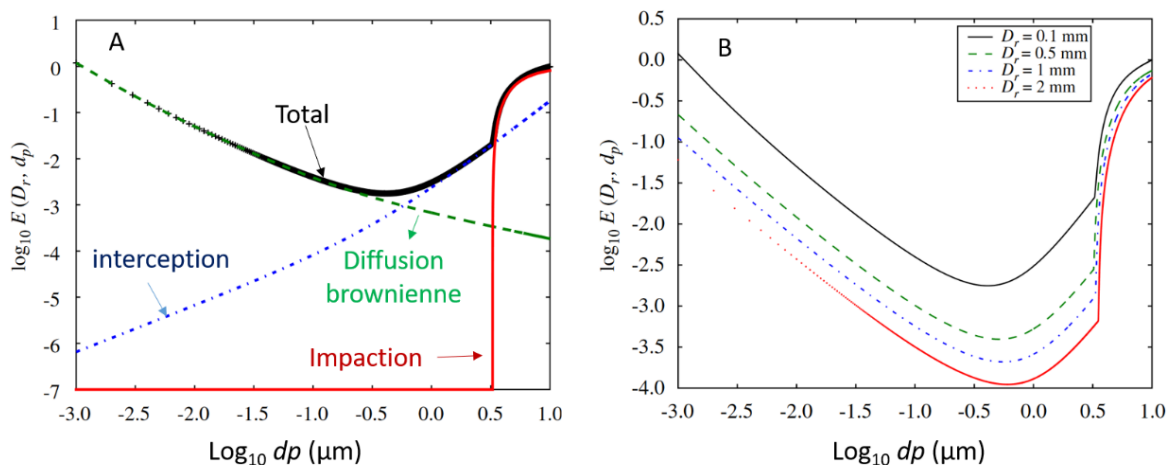 A
1
0
-1
-2
-3
-4
-5
-6
-7
log₁₀ E (Dᵣ, dₚ)
Total
interception
Diffusion
brownienne
Impaction
-3.0 -2.5 -2.0 -1.5 -1.0 -0.5 0.0 0.5 1.0
Log₁₀ dp (µm)
B
0.5
0.0
-0.5
-1.0
-1.5
-2.0
-2.5
-3.0
-3.5
-4.0
log₁₀ E (Dᵣ, dₚ)
Dᵣ = 0.1 mm
Dᵣ = 0.5 mm
Dᵣ = 1 mm
Dᵣ = 2 mm
-3.0 -2.5 -2.0 -1.5 -1.0 -0.5 0.0 0.5 1.0
Log₁₀ dp (µm)